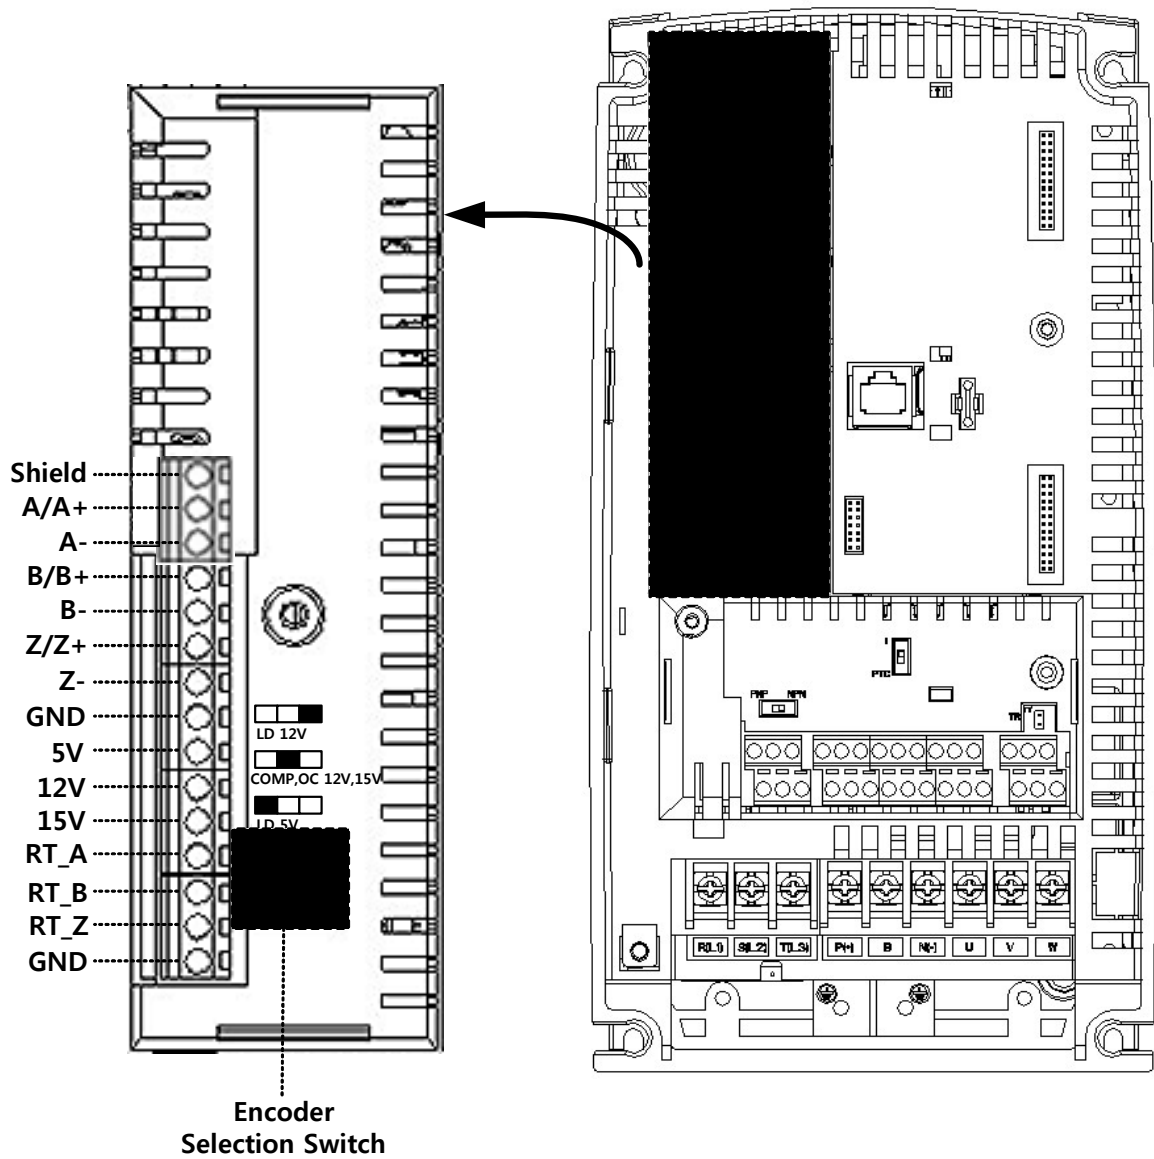 Shield
A/A+
A-
B/B+
B-
Z/Z+
Z-
GND
5V
12V
15V
RT_A
RT_B
RT_Z
GND
LD 12V
COMP,OC 12V,15V
LD 5V
Encoder
Selection Switch
I
PTC
PNP NPN
TR
R(L1) S(L2) T(L3) P(+) B N(-) U V W